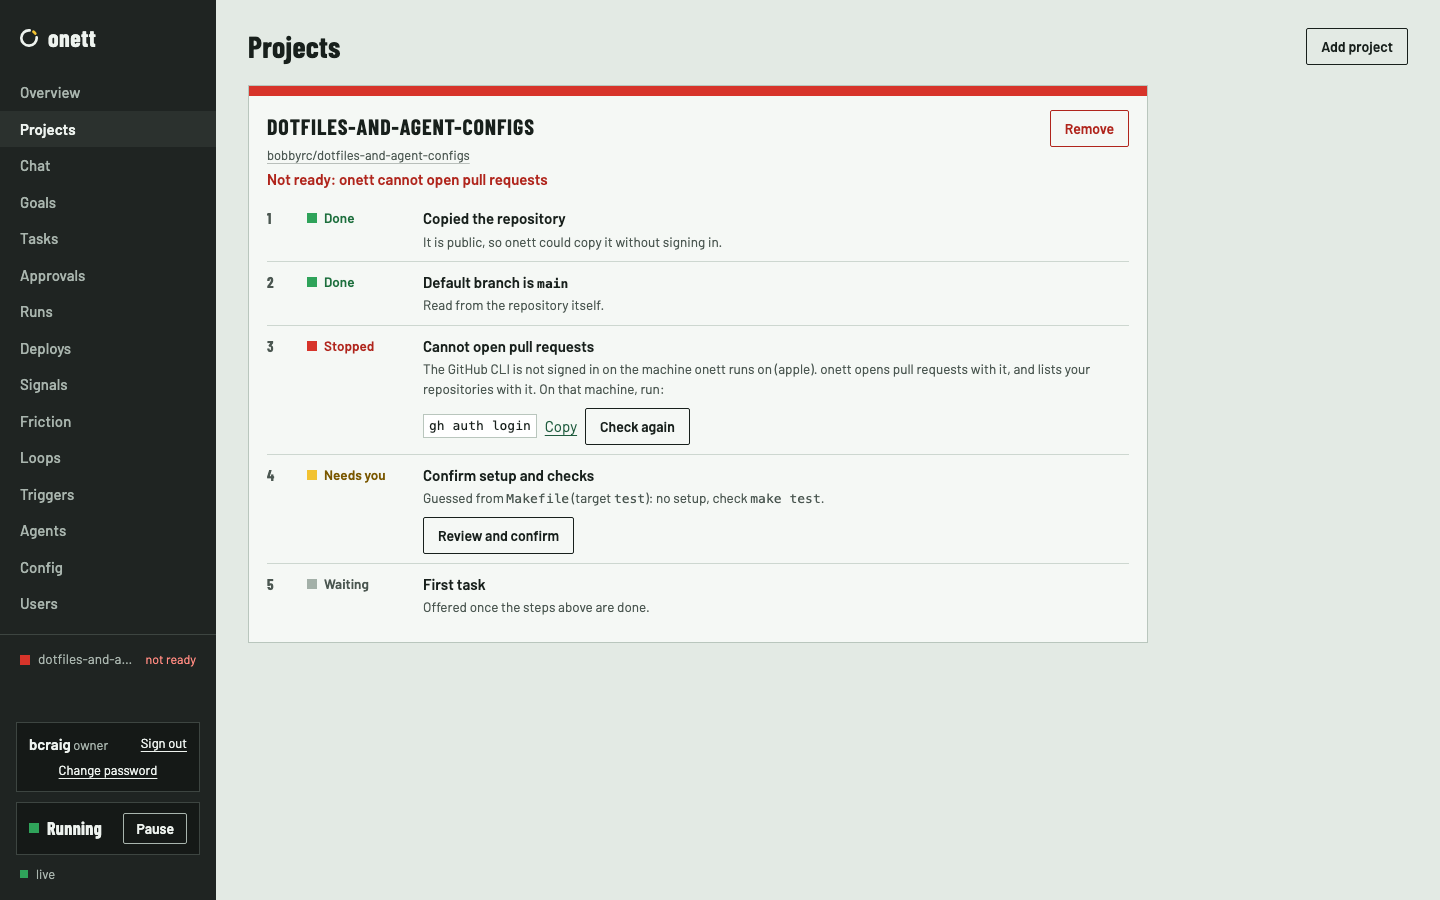 onett
Overview
Projects
Chat
Goals
Tasks
Approvals
Runs
Deploys
Signals
Friction
Loops
Triggers
Agents
Config
Users
dotfiles-and-a... not ready
bcraig owner Sign out
Change password
Running Pause
live
Projects
Add project
DOTFILES-AND-AGENT-CONFIGS
Remove
bobbyrc/dotfiles-and-agent-configs
Not ready: onett cannot open pull requests
1 Done Copied the repository
It is public, so onett could copy it without signing in.
2 Done Default branch is main
Read from the repository itself.
3 Stopped Cannot open pull requests
The GitHub CLI is not signed in on the machine onett runs on (apple). onett opens pull requests with it, and lists your
repositories with it. On that machine, run:
gh auth login Copy Check again
4 Needs you Confirm setup and checks
Guessed from Makefile (target test): no setup, check make test.
Review and confirm
5 Waiting First task
Offered once the steps above are done.